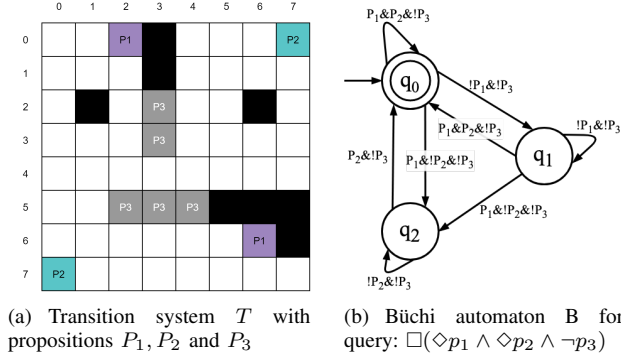 0 1 2 3 4 5 6 7
0 P1 P2
1
2 P3
3 P3
4
5 P3 P3 P3
6 P1
7 P2
P₁&P₂&!P₃
q₀
!P₁&!P₃
P₁&P₂&!P₃
!P₁&!P₃
q₁
P₂&!P₃
P₁&!P₂&!P₃
P₁&!P₂&!P₃
q₂
!P₂&!P₃
(a) Transition system T with
propositions P₁, P₂ and P₃
(b) Büchi automaton B for
query: □(◇p₁ ∧ ◇p₂ ∧ ¬p₃)